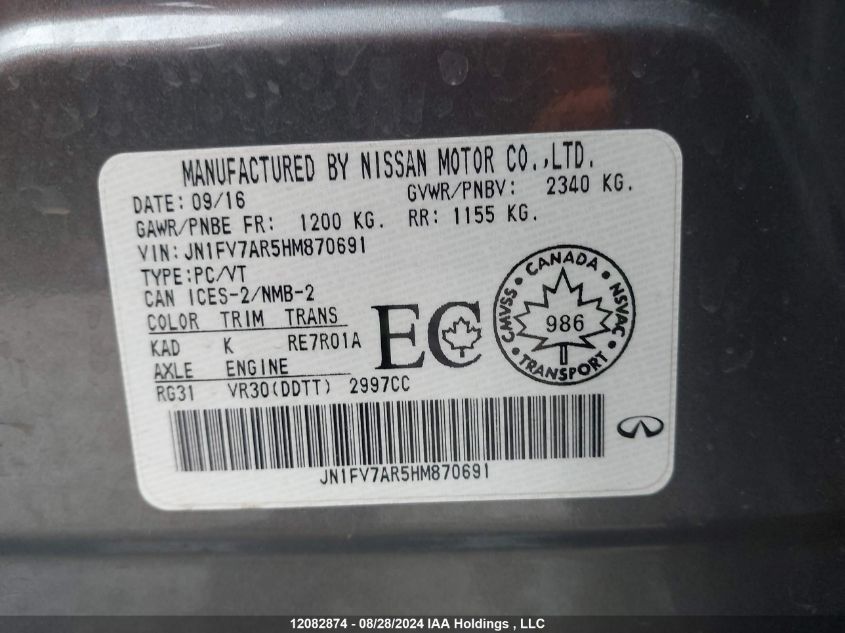 MANUFACTURED BY NISSAN MOTOR CO.,LTD.
DATE: 09/16 GVWR/PNBV: 2340 KG.
GAWR/PNBE FR: 1200 KG. RR: 1155 KG.
VIN: JN1FV7AR5HM870691
TYPE:PC/VT
CAN ICES-2/NMB-2
COLOR TRIM TRANS
KAD K RE7R01A
AXLE ENGINE
RG31 VR30(DDTT) 2997CC
EC
CANADA
CMVSS 986 NSVAC
TRANSPORT
JN1FV7AR5HM870691
12082874 - 08/28/2024 IAA Holdings , LLC